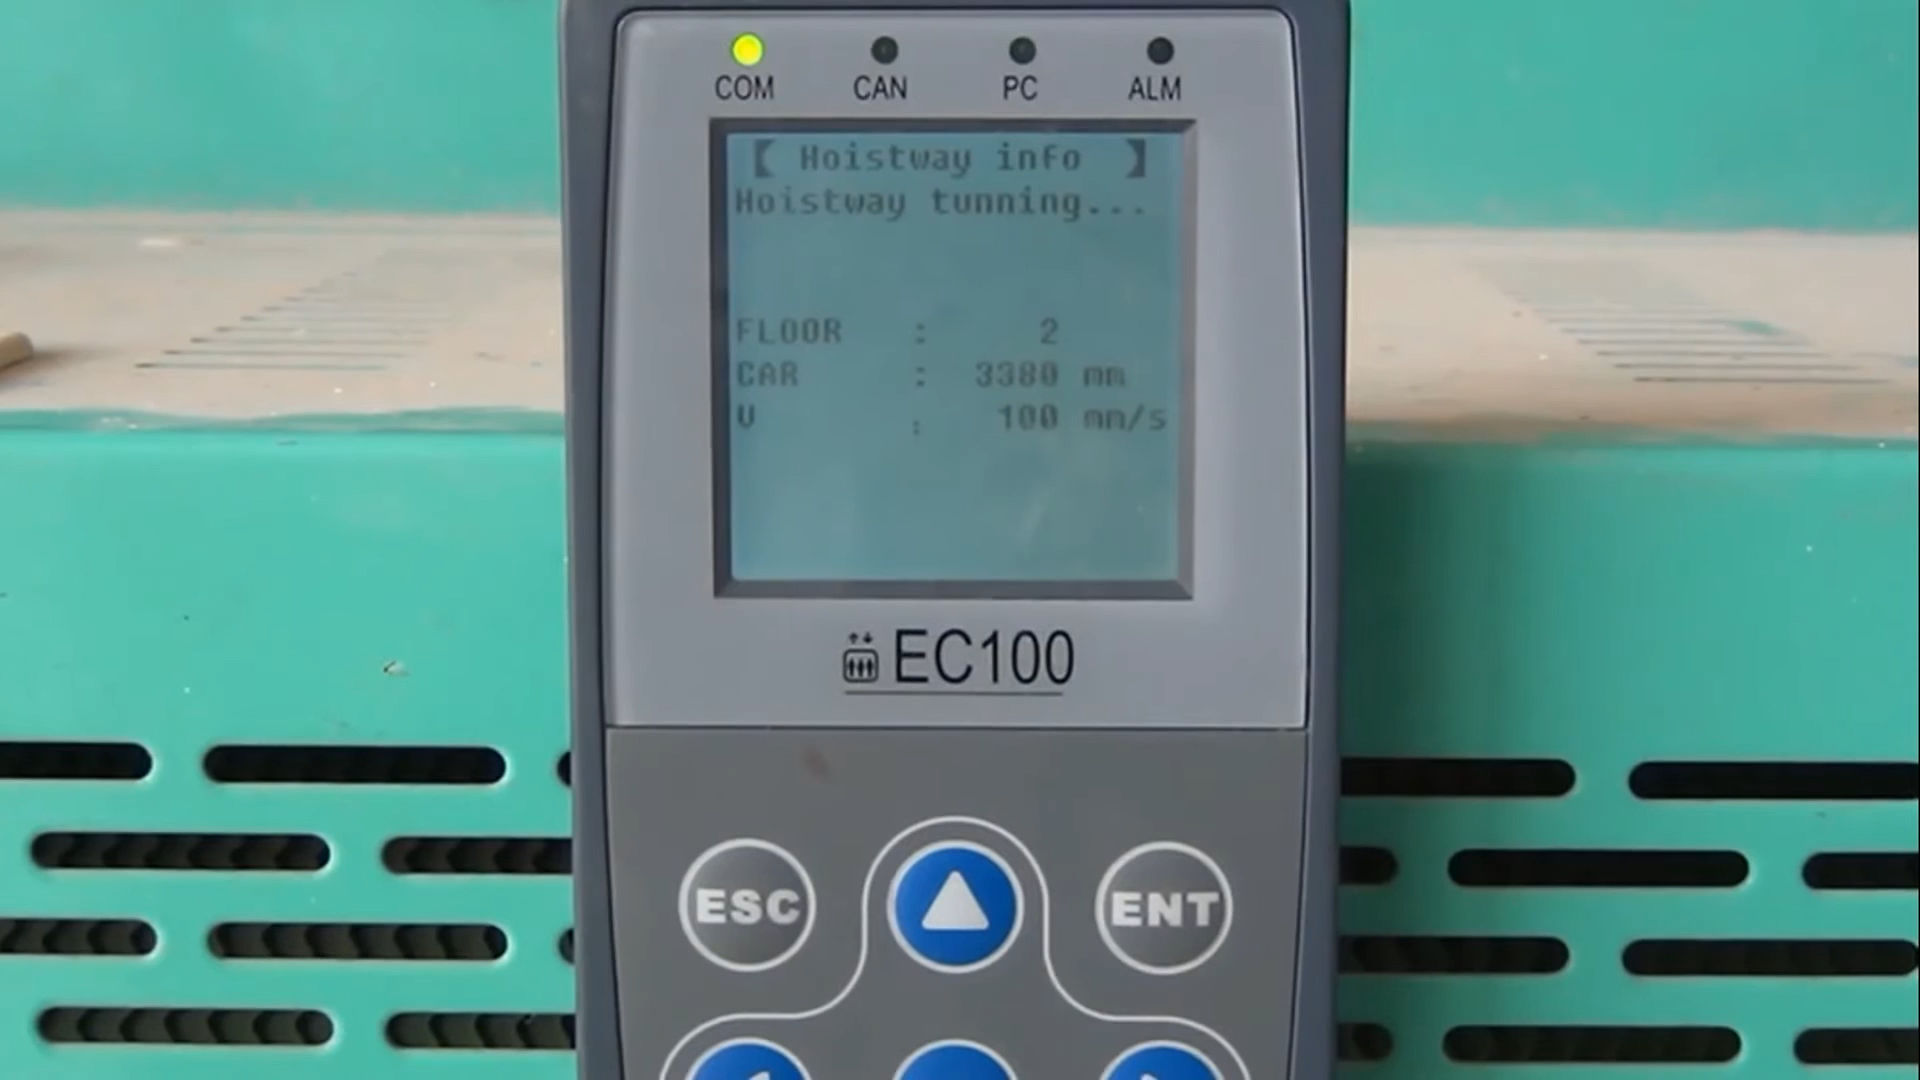 COM CAN PC ALM
【 Hoistway info 】
Hoistway tunning...
FLOOR : 2
CAR : 3380 mm
V : 100 mm/s
EC100
ESC ENT